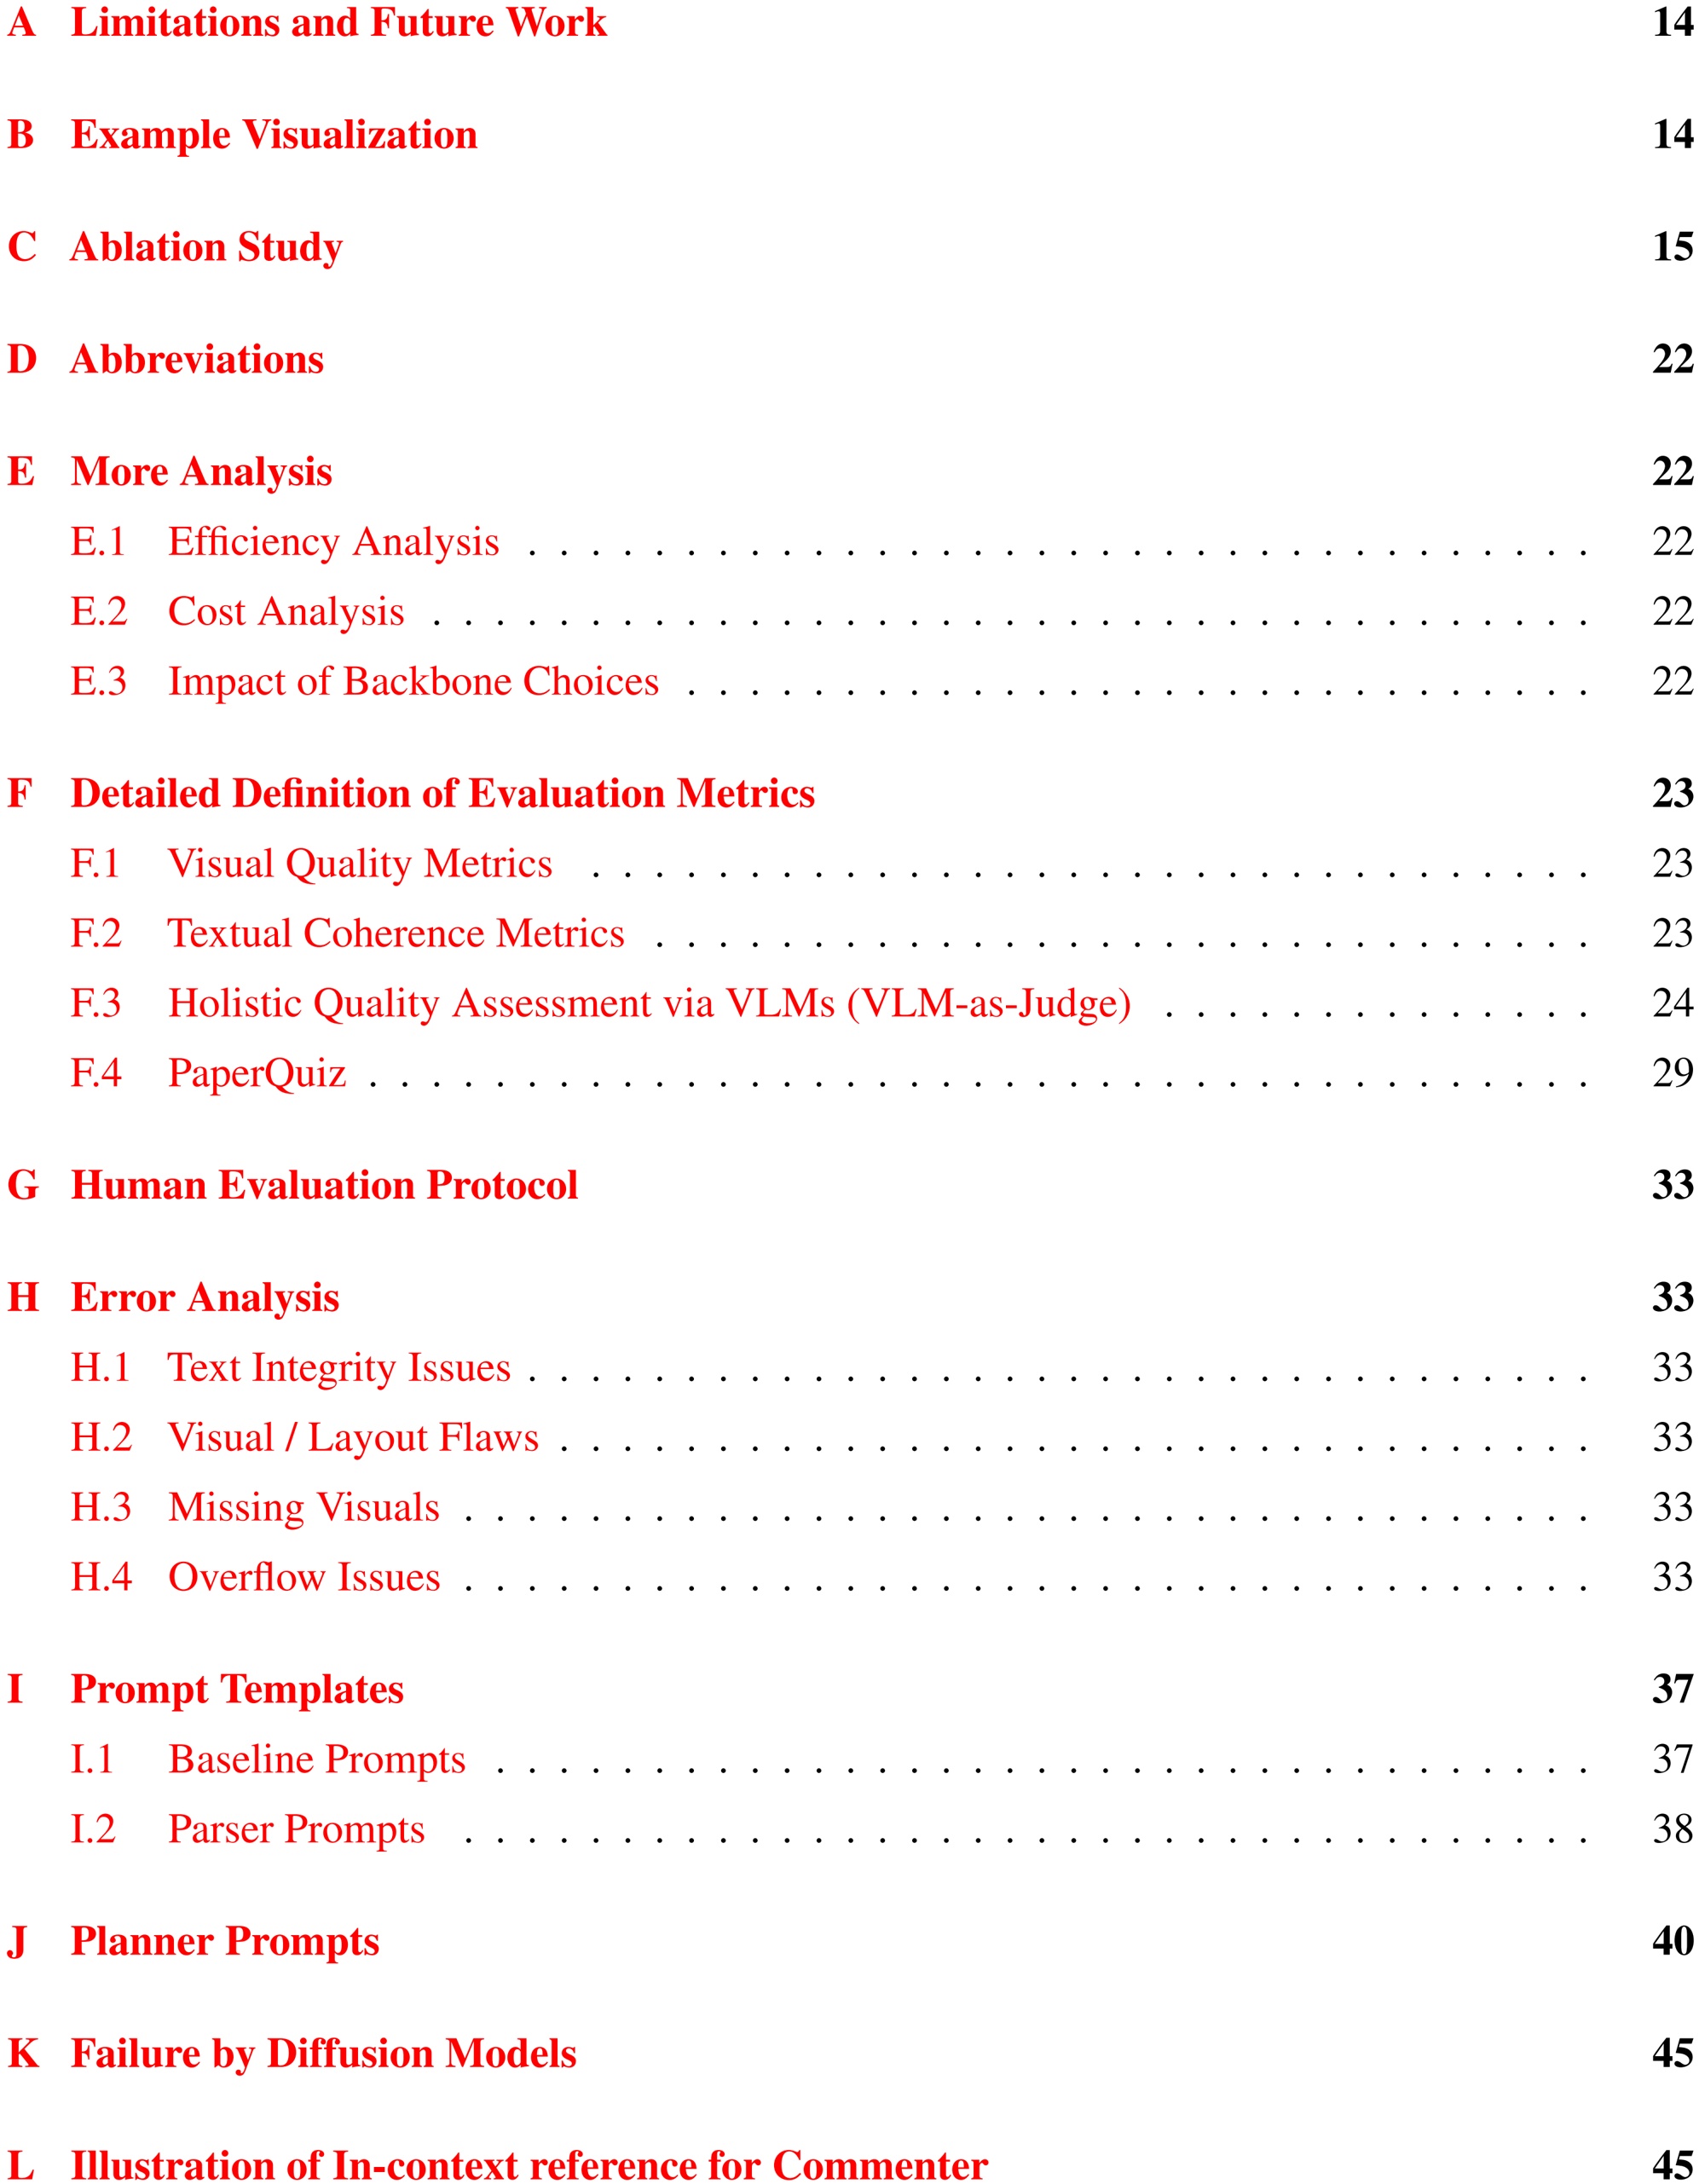 A Limitations and Future Work 14
B Example Visualization 14
C Ablation Study 15
D Abbreviations 22
E More Analysis 22
E.1 Efficiency Analysis . . . . . . . . . . . . . . . . . . . . . . . . . . . . . . . . . . 22
E.2 Cost Analysis . . . . . . . . . . . . . . . . . . . . . . . . . . . . . . . . . . . . . 22
E.3 Impact of Backbone Choices . . . . . . . . . . . . . . . . . . . . . . . . . . . . . 22
F Detailed Definition of Evaluation Metrics 23
F.1 Visual Quality Metrics . . . . . . . . . . . . . . . . . . . . . . . . . . . . . . . . 23
F.2 Textual Coherence Metrics . . . . . . . . . . . . . . . . . . . . . . . . . . . . . . 23
F.3 Holistic Quality Assessment via VLMs (VLM-as-Judge) . . . . . . . . . . . . . . 24
F.4 PaperQuiz . . . . . . . . . . . . . . . . . . . . . . . . . . . . . . . . . . . . . . . 29
G Human Evaluation Protocol 33
H Error Analysis 33
H.1 Text Integrity Issues . . . . . . . . . . . . . . . . . . . . . . . . . . . . . . . . . . 33
H.2 Visual / Layout Flaws . . . . . . . . . . . . . . . . . . . . . . . . . . . . . . . . . 33
H.3 Missing Visuals . . . . . . . . . . . . . . . . . . . . . . . . . . . . . . . . . . . . 33
H.4 Overflow Issues . . . . . . . . . . . . . . . . . . . . . . . . . . . . . . . . . . . . 33
I Prompt Templates 37
I.1 Baseline Prompts . . . . . . . . . . . . . . . . . . . . . . . . . . . . . . . . . . . 37
I.2 Parser Prompts . . . . . . . . . . . . . . . . . . . . . . . . . . . . . . . . . . . . 38
J Planner Prompts 40
K Failure by Diffusion Models 45
L Illustration of In-context reference for Commenter 45